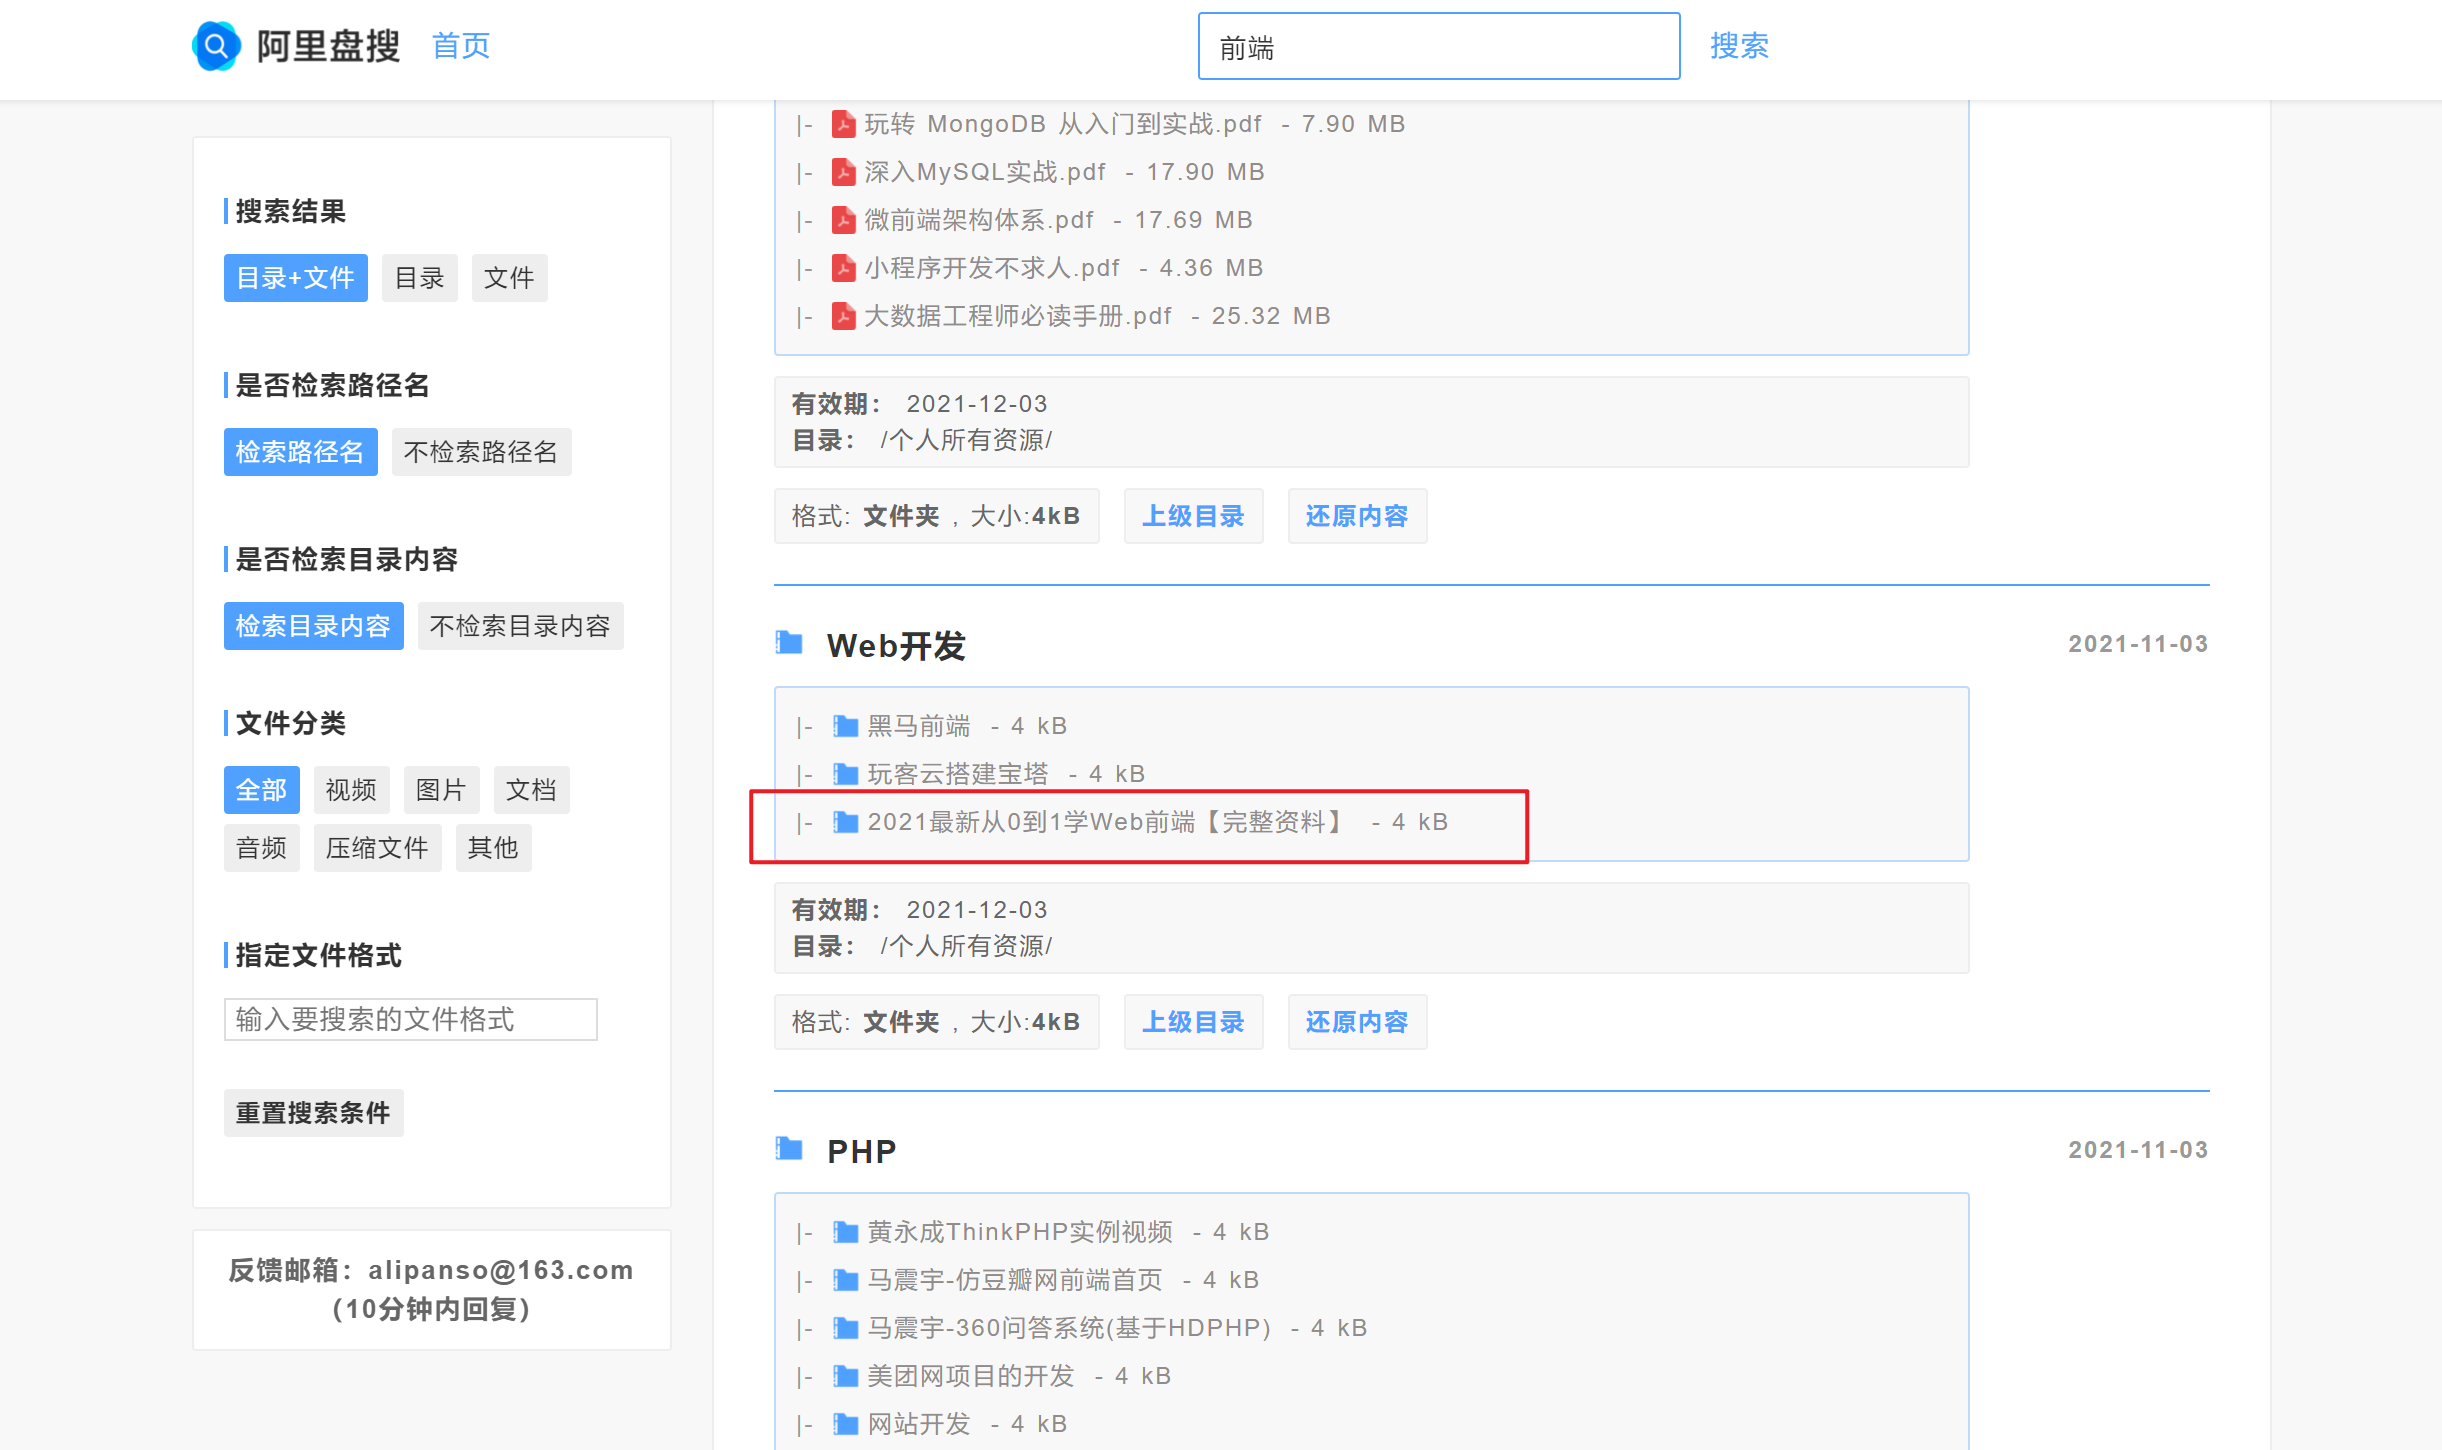 阿里盘搜 首页 前端 搜索
搜索结果
目录+文件 目录 文件
是否检索路径名
检索路径名 不检索路径名
是否检索目录内容
检索目录内容 不检索目录内容
文件分类
全部 视频 图片 文档
音频 压缩文件 其他
指定文件格式
输入要搜索的文件格式
重置搜索条件
反馈邮箱：alipanso@163.com
（10分钟内回复）
|- 玩转 MongoDB 从入门到实战.pdf - 7.90 MB
|- 深入MySQL实战.pdf - 17.90 MB
|- 微前端架构体系.pdf - 17.69 MB
|- 小程序开发不求人.pdf - 4.36 MB
|- 大数据工程师必读手册.pdf - 25.32 MB
有效期： 2021-12-03
目录： /个人所有资源/
格式: 文件夹 , 大小:4kB 上级目录 还原内容
Web开发 2021-11-03
|- 黑马前端 - 4 kB
|- 玩客云搭建宝塔 - 4 kB
|- 2021最新从0到1学Web前端【完整资料】 - 4 kB
有效期： 2021-12-03
目录： /个人所有资源/
格式: 文件夹 , 大小:4kB 上级目录 还原内容
PHP 2021-11-03
|- 黄永成ThinkPHP实例视频 - 4 kB
|- 马震宇-仿豆瓣网前端首页 - 4 kB
|- 马震宇-360问答系统(基于HDPHP) - 4 kB
|- 美团网项目的开发 - 4 kB
|- 网站开发 - 4 kB